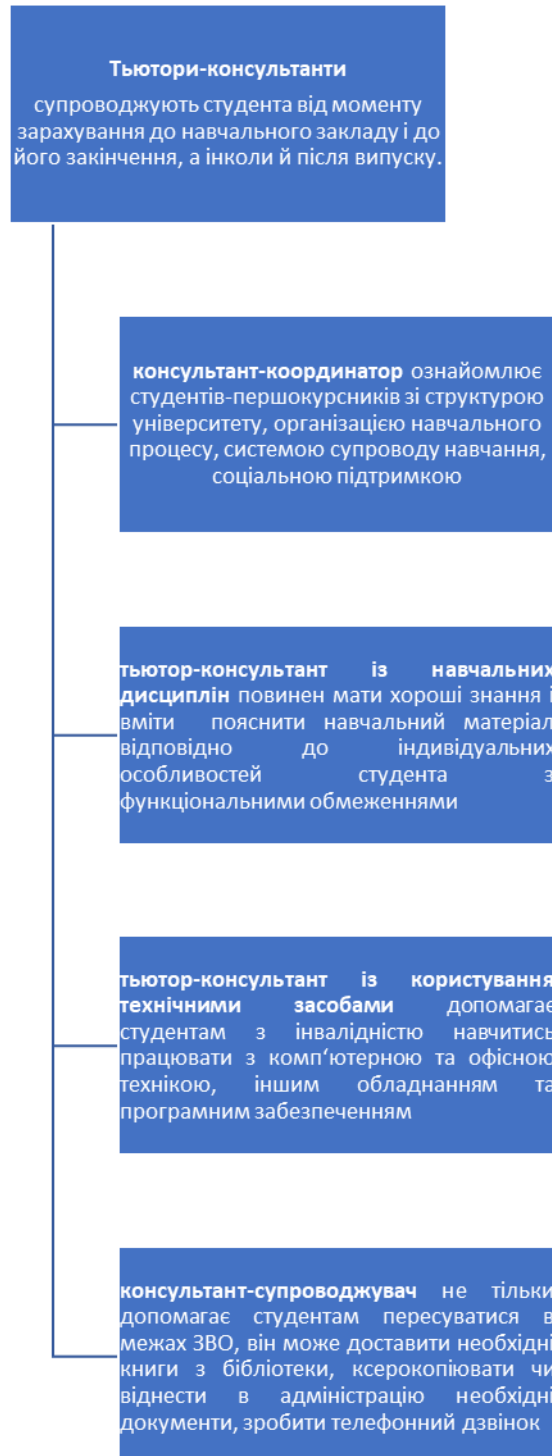 Тьютори-консультанти
супроводжують студента від моменту
зарахування до навчального закладу і до
його закінчення, а інколи й після випуску.
консультант-координатор ознайомлює
студентів-першокурсників зі структурою
університету, організацією навчального
процесу, системою супроводу навчання,
соціальною підтримкою
тьютор-консультант із навчальних
дисциплін повинен мати хороші знання і
вміти пояснити навчальний матеріал
відповідно до індивідуальних
особливостей студента з
функціональними обмеженнями
тьютор-консультант із користування
технічними засобами допомагає
студентам з інвалідністю навчитись
працювати з комп‘ютерною та офісною
технікою, іншим обладнанням та
програмним забезпеченням
консультант-супроводжувач не тільки
допомагає студентам пересуватися в
межах ЗВО, він може доставити необхідні
книги з бібліотеки, ксерокопіювати чи
віднести в адміністрацію необхідні
документи, зробити телефонний дзвінок